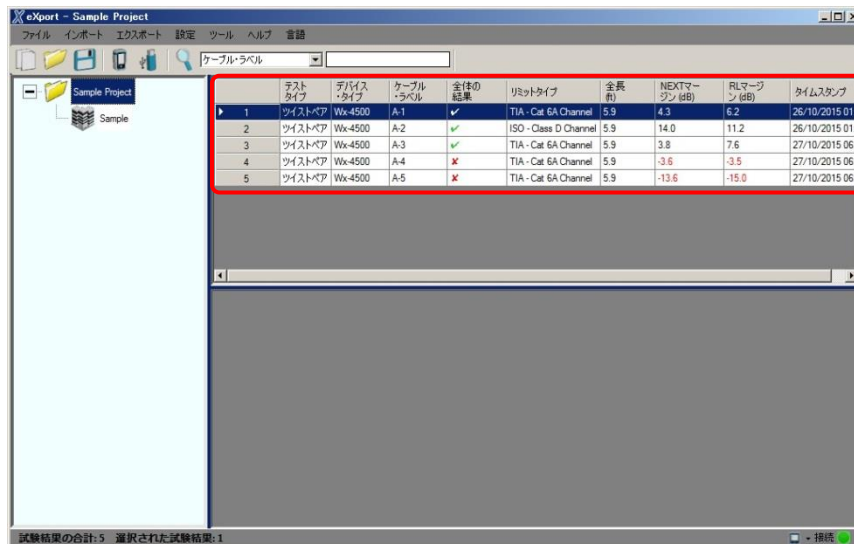 eXport - Sample Project
ファイル インポート エクスポート 設定 ツール ヘルプ 言語
ケーブル・ラベル
Sample Project
Sample
テストタイプ デバイス・タイプ ケーブル・ラベル 全体の結果 リミットタイプ 全長 ft) NEXTマージン (dB) RLマージン (dB) タイムスタンプ
1 ツイストペア Wx-4500 A-1 ✔ TIA - Cat 6A Channel 5.9 4.3 6.2 26/10/2015 01
2 ツイストペア Wx-4500 A-2 ✔ ISO - Class D Channel 5.9 14.0 11.2 26/10/2015 01
3 ツイストペア Wx-4500 A-3 ✔ TIA - Cat 6A Channel 5.9 3.8 7.6 27/10/2015 06
4 ツイストペア Wx-4500 A-4 ✘ TIA - Cat 6A Channel 5.9 -3.6 -3.5 27/10/2015 06
5 ツイストペア Wx-4500 A-5 ✘ TIA - Cat 6A Channel 5.9 -13.6 -15.0 27/10/2015 06
試験結果の合計: 5 選択された試験結果: 1
接続